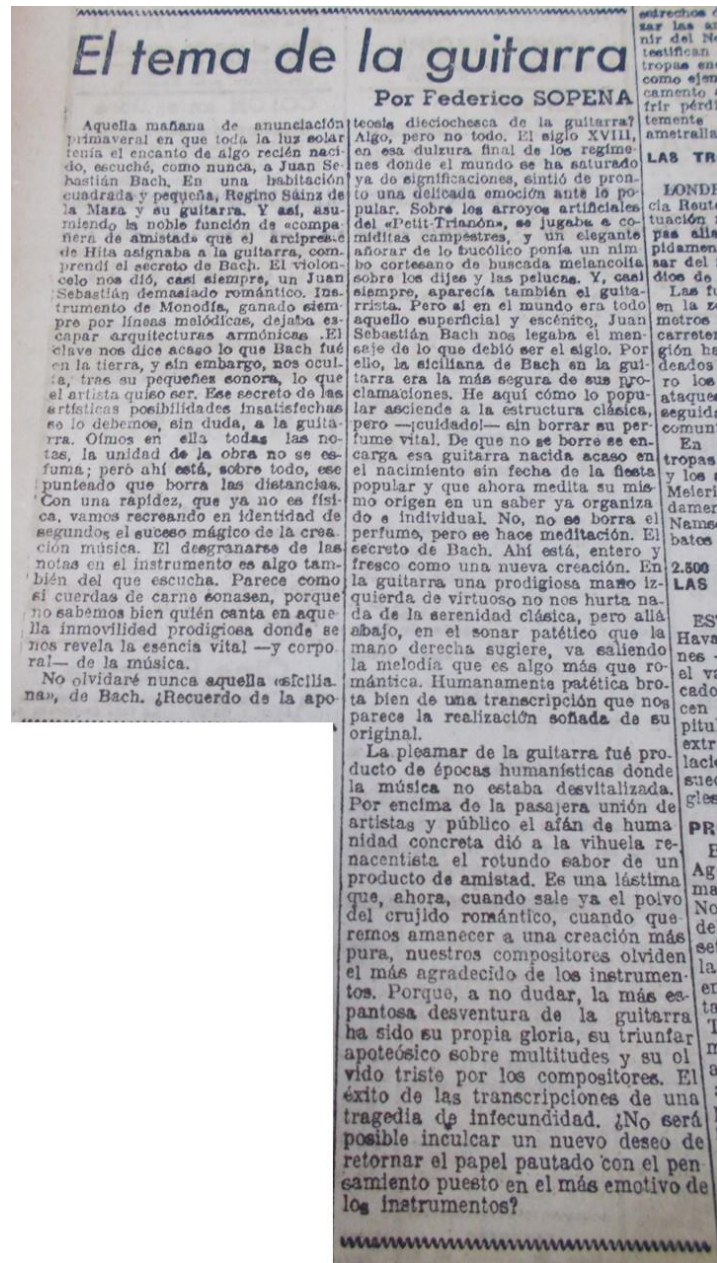 El tema de la guitarra
Por Federico SOPEÑA
Aquella mañana de anunciación
primaveral en que toda la luz solar
tenía el encanto de algo recién naci-
do, escuché, como nunca, a Juan Se-
bastián Bach. En una habitación
cuadrada y pequeña, Regino Sáinz de
la Maza y su guitarra. Y así, asu-
miendo la noble función de «compa-
ñera de amistad» que el arcipreste
de Hita asignaba a la guitarra, com-
prendí el secreto de Bach. El violon-
celo nos dió, casi siempre, un Juan
Sebastián demasiado romántico. Ins-
trumento de Monodía, ganado siem-
pre por líneas melódicas, dejaba es-
capar arquitecturas armónicas .El
clave nos dice acaso lo que Bach fué
en la tierra, y sin embargo, nos ocul-
ta, tras su pequeñes sonora, lo que
el artista quiso ser. Ese secreto de las
artísticas posibilidades insatisfechas
se lo debemos, sin duda, a la guita-
rra. Oímos en ella todas las no-
tas, la unidad de la obra no se es-
fuma; pero ahí está, sobre todo, ese
punteado que borra las distancias.
Con una rapidez, que ya no es físi-
ca, vamos recreando en identidad de
segundos el suceso mágico de la crea-
ción música. El desgranarse de las
notas en el instrumento es algo tam-
bién del que escucha. Parece como
si cuerdas de carne sonasen, porque
no sabemos bien quién canta en aque-
lla inmovilidad prodigiosa donde se
nos revela la esencia vital —y corpo
ral— de la música.
No olvidaré nunca aquella «sicilia
na», de Bach. ¿Recuerdo de la apo-
teosis dieciochesca de la guitarra?
Algo, pero no todo. El siglo XVIII,
en esa dulzura final de los regíme-
nes donde el mundo se ha saturado
ya de significaciones, sintió de pron-
to una delicada emoción ante lo po-
pular. Sobre los arroyos artificiales
del «Petit-Trianón», se jugaba a co-
miditas campestres, y un elegante
añorar de lo bucólico ponía un nim-
bo cortesano de buscada melancolía
sobre los dijes y las pelucas. Y, casi
siempre, aparecía también el guita-
rrista. Pero si en el mundo era todo
aquello superficial y escénico, Juan
Sebastián Bach nos legaba el men-
saje de lo que debió ser el siglo. Por
ello, la siciliana de Bach en la gui-
tarra era la más segura de sus pro-
clamaciones. He aquí cómo lo popu-
lar asciende a la estructura clásica,
pero —¡cuidado!— sin borrar su per-
fume vital. De que no se borre se en-
carga esa guitarra nacida acaso en
el nacimiento sin fecha de la fiesta
popular y que ahora medita su mis-
mo origen en un saber ya organiza
do e individual. No, no se borra el
perfume, pero se hace meditación. El
secreto de Bach. Ahí está, entero y
fresco como una nueva creación. En
la guitarra una prodigiosa mano iz-
quierda de virtuoso no nos hurta na-
da de la serenidad clásica, pero allá
abajo, en el sonar patético que la
mano derecha sugiere, va saliendo
la melodía que es algo más que ro-
mántica. Humanamente patética bro-
ta bien de una transcripción que nos
parece la realización soñada de su
original.
La pleamar de la guitarra fué pro-
ducto de épocas humanísticas donde
la música no estaba desvitalizada.
Por encima de la pasajera unión de
artistas y público el afán de huma
nidad concreta dió a la vihuela re-
nacentista el rotundo sabor de un
producto de amistad. Es una lástima
que, ahora, cuando sale ya el polvo
del crujido romántico, cuando que-
remos amanecer a una creación más
pura, nuestros compositores olviden
el más agradecido de los instrumen-
tos. Porque, a no dudar, la más es-
pantosa desventura de la guitarra
ha sido su propia gloria, su triunfar
apoteósico sobre multitudes y su ol
vido triste por los compositores. El
éxito de las transcripciones de una
tragedia de infecundidad. ¿No será
posible inculcar un nuevo deseo de
retornar el papel pautado con el pen-
samiento puesto en el más emotivo de
los instrumentos?